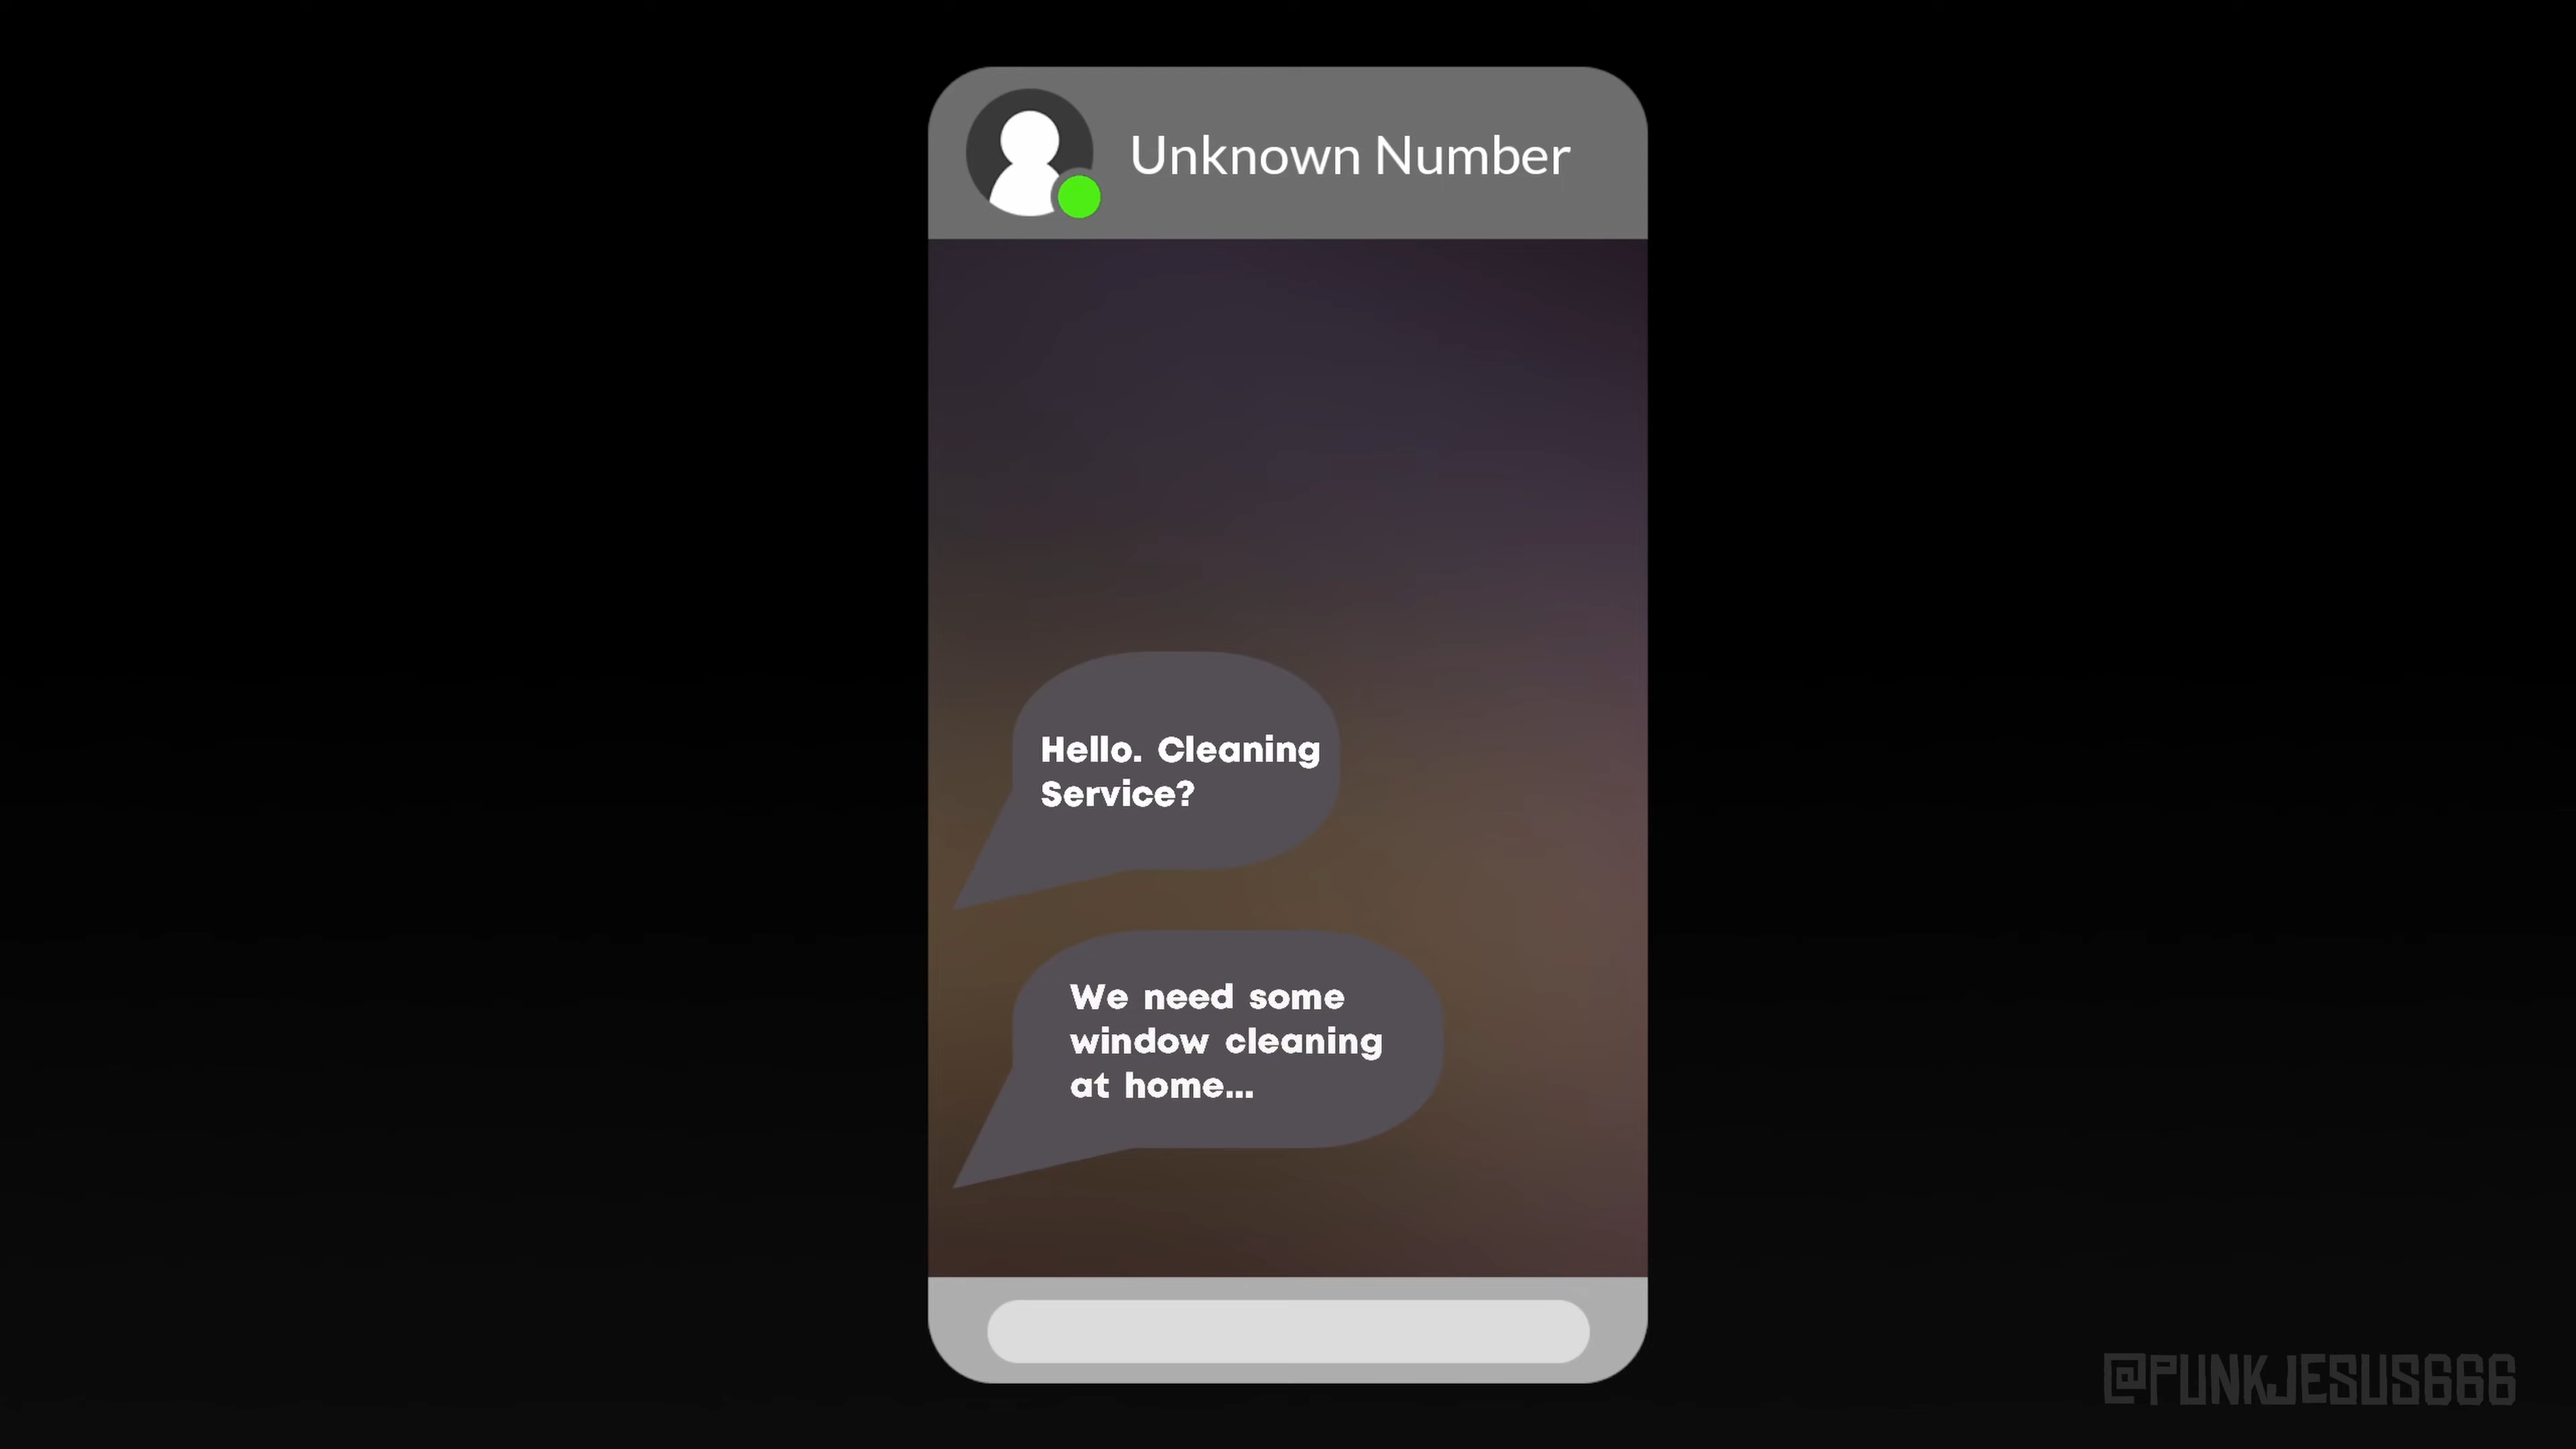 Unknown Number
Hello. Cleaning
Service?
We need some
window cleaning
at home...
@PUNKJESUS666